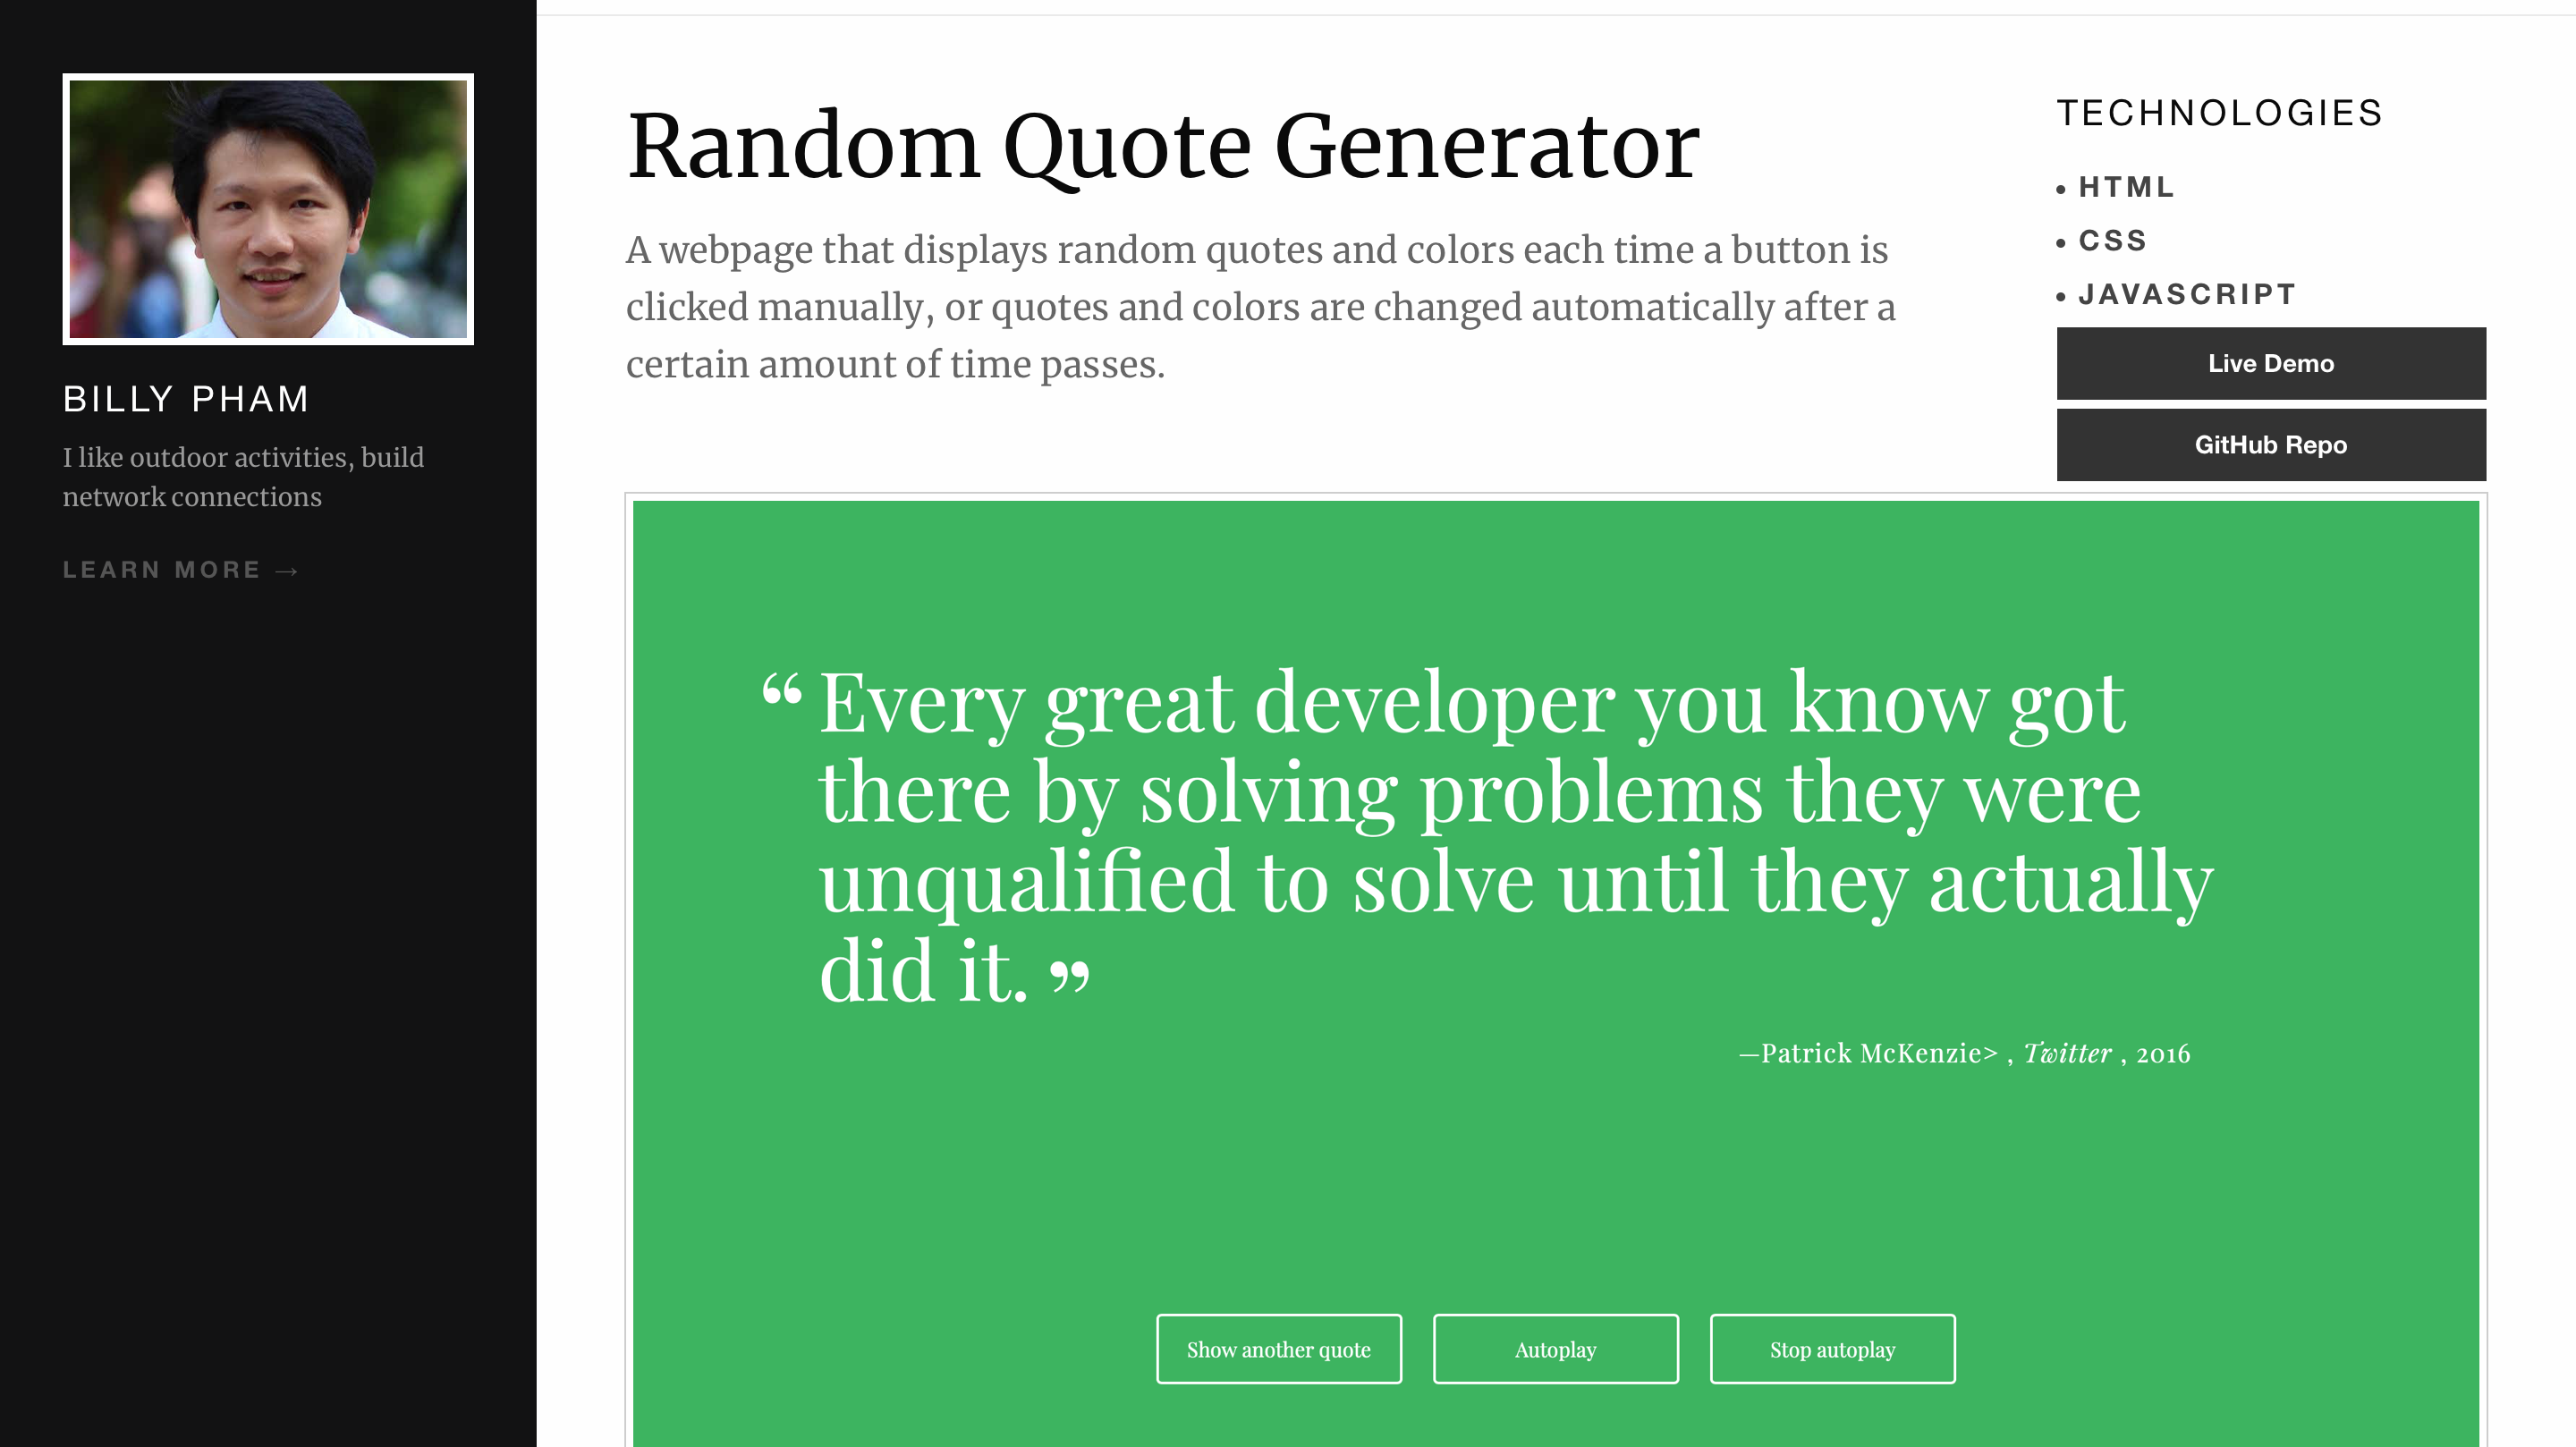 BILLY PHAM
I like outdoor activities, build
network connections
LEARN MORE →
Random Quote Generator
A webpage that displays random quotes and colors each time a button is
clicked manually, or quotes and colors are changed automatically after a
certain amount of time passes.
TECHNOLOGIES
• HTML
• CSS
• JAVASCRIPT
Live Demo
GitHub Repo
“ Every great developer you know got
there by solving problems they were
unqualified to solve until they actually
did it. ”
—Patrick McKenzie> , Twitter , 2016
Show another quote
Autoplay
Stop autoplay